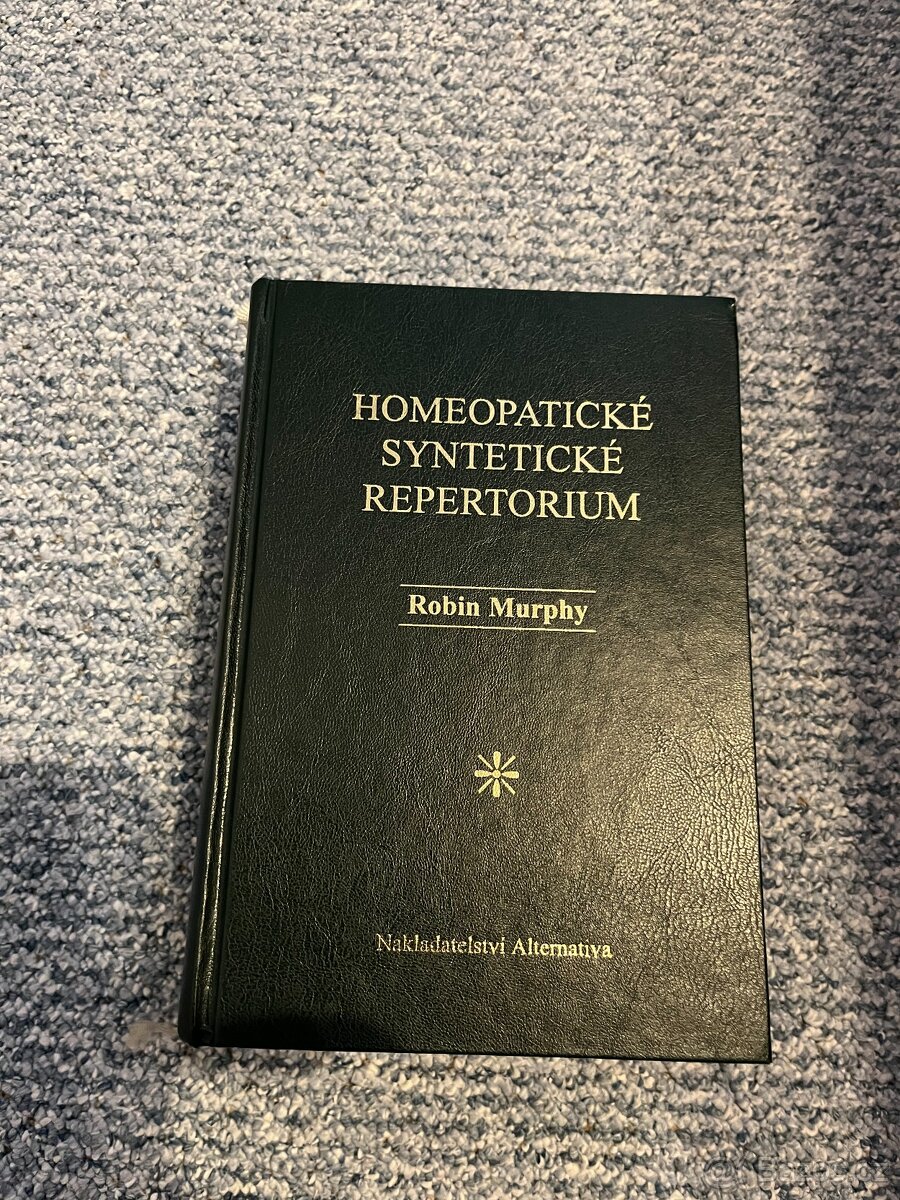 HOMEOPATICKÉ
SYNTETICKÉ
REPERTORIUM
Robin Murphy
Nakladatelství Alternativa